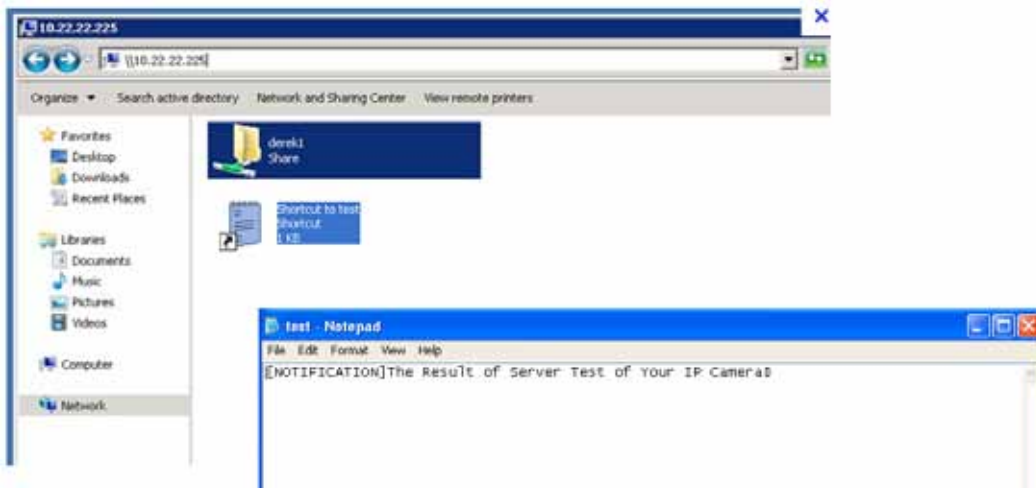 10.22.22.225
\\10.22.22.225
Organize Search active directory Network and Sharing Center View remote printers
Favorites
Desktop
Downloads
Recent Places
Libraries
Documents
Music
Pictures
Videos
Computer
Network
derek1
Share
Shortcut to test
Shortcut
1 KB
test - Notepad
File Edit Format View Help
[NOTIFICATION]The Result of Server Test of Your IP Camera